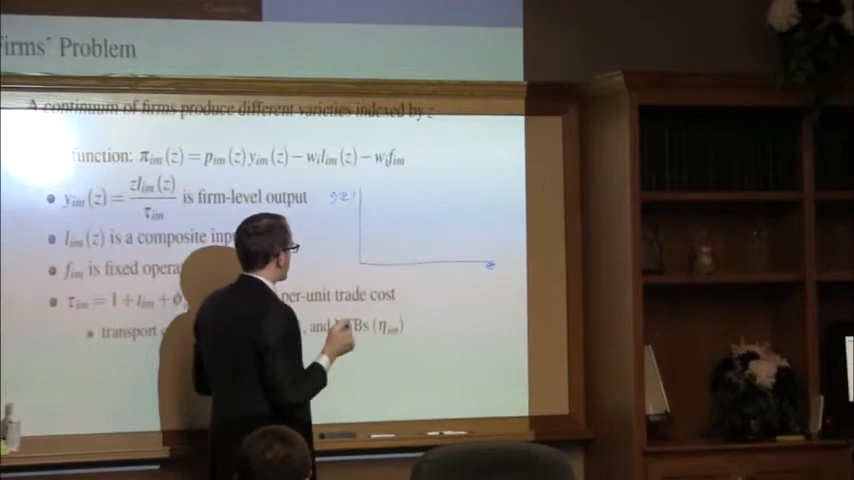 Firms' Problem
A continuum of firms produce different varieties indexed by z
function: π_im(z) = p_im(z) y_im(z) − w_i l_im(z) − w_i f_im
• y_im(z) = z l_im(z) / τ_im is firm-level output
g(z)
• l_im(z) is a composite inp
z
• f_im is fixed opera
• τ_im = 1 + ι_im + ϕ per-unit trade cost
• transport , and NTBs (η_im)